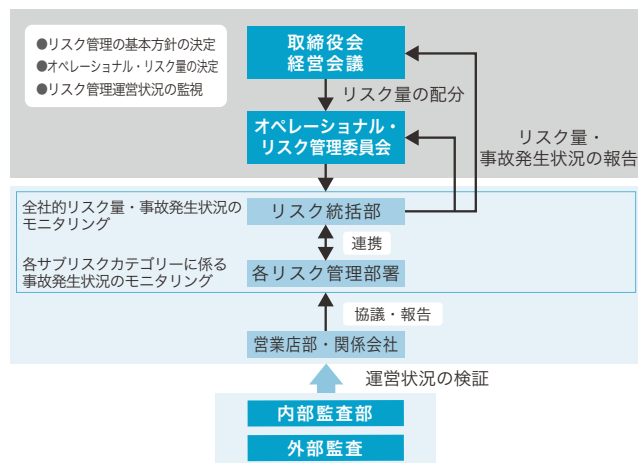 ●リスク管理の基本方針の決定
●オペレーショナル・リスク量の決定
●リスク管理運営状況の監視
取締役会
経営会議
リスク量の配分
オペレーショナル・
リスク管理委員会
リスク量・
事故発生状況の報告
全社的リスク量・事故発生状況の
モニタリング
リスク統括部
連携
各サブリスクカテゴリーに係る
事故発生状況のモニタリング
各リスク管理部署
協議・報告
営業店部・関係会社
運営状況の検証
内部監査部
外部監査